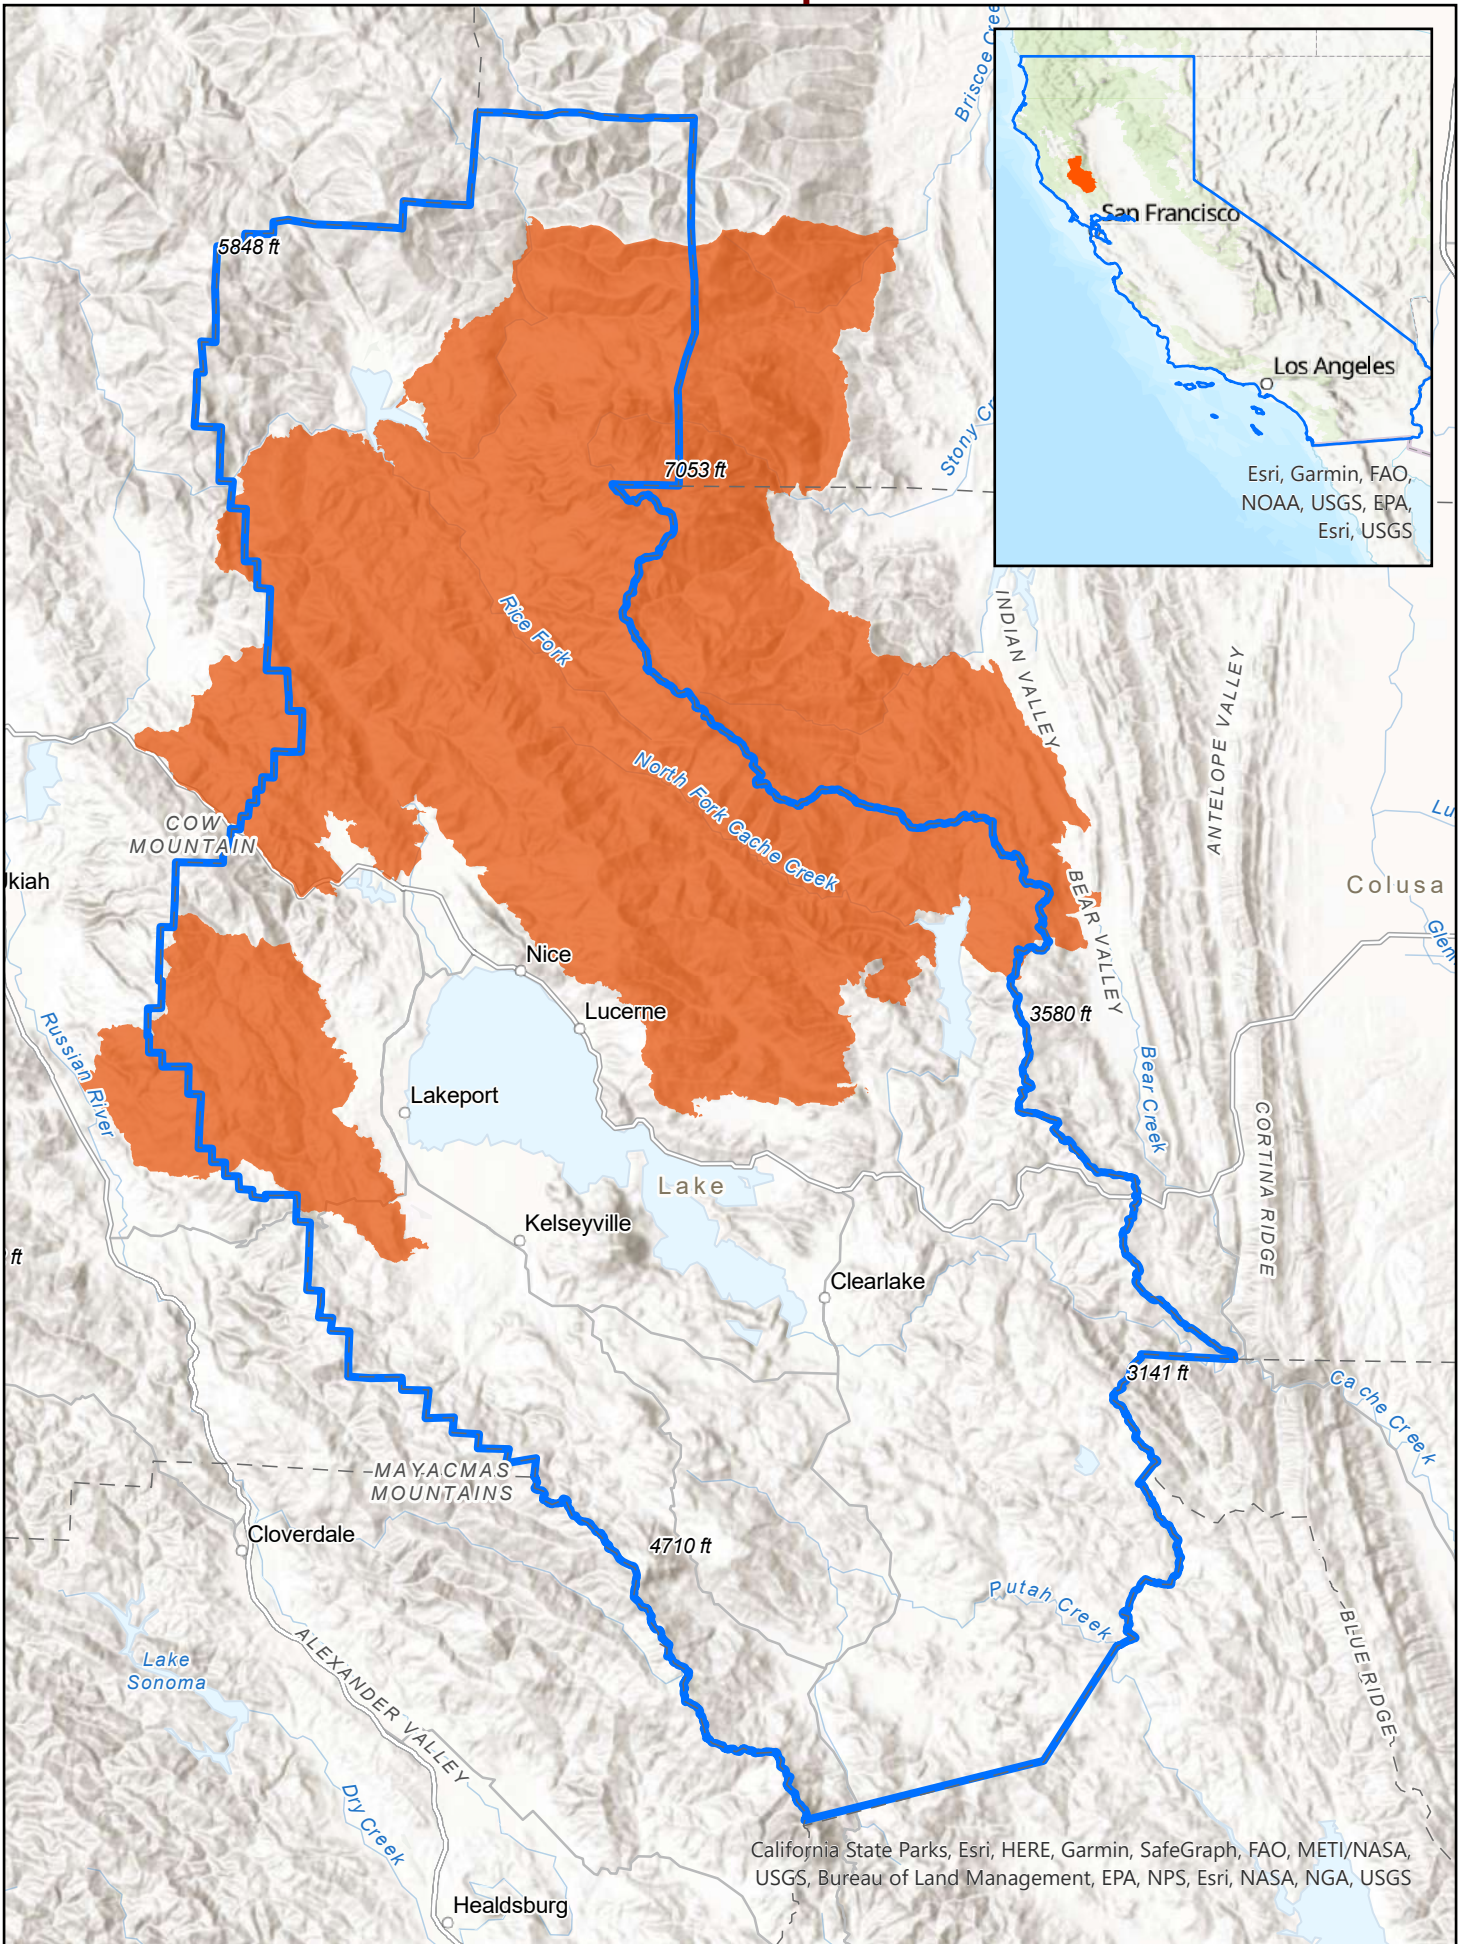 Briscoe Cree
San Francisco
5848 ft
Los Angeles
Stony Cr
7053 ft
Esri, Garmin, FAO,
NOAA, USGS, EPA,
Esri, USGS
INDIAN VALLEY
Rice Fork
ANTELOPE VALLEY
North Fork Cache Creek
COW
MOUNTAIN
Lu
kiah
BEAR VALLEY
Colusa
Glen
Nice
Lucerne
3580 ft
Russian River
Bear Creek
Lakeport
CORTINA RIDGE
Lake
Kelseyville
ft
Clearlake
3141 ft
Cache Creek
MAYACMAS
MOUNTAINS
Cloverdale
4710 ft
Putah Creek
BLUE RIDGE
ALEXANDER VALLEY
Lake
Sonoma
Dry Creek
California State Parks, Esri, HERE, Garmin, SafeGraph, FAO, METI/NASA,
USGS, Bureau of Land Management, EPA, NPS, Esri, NASA, NGA, USGS
Healdsburg